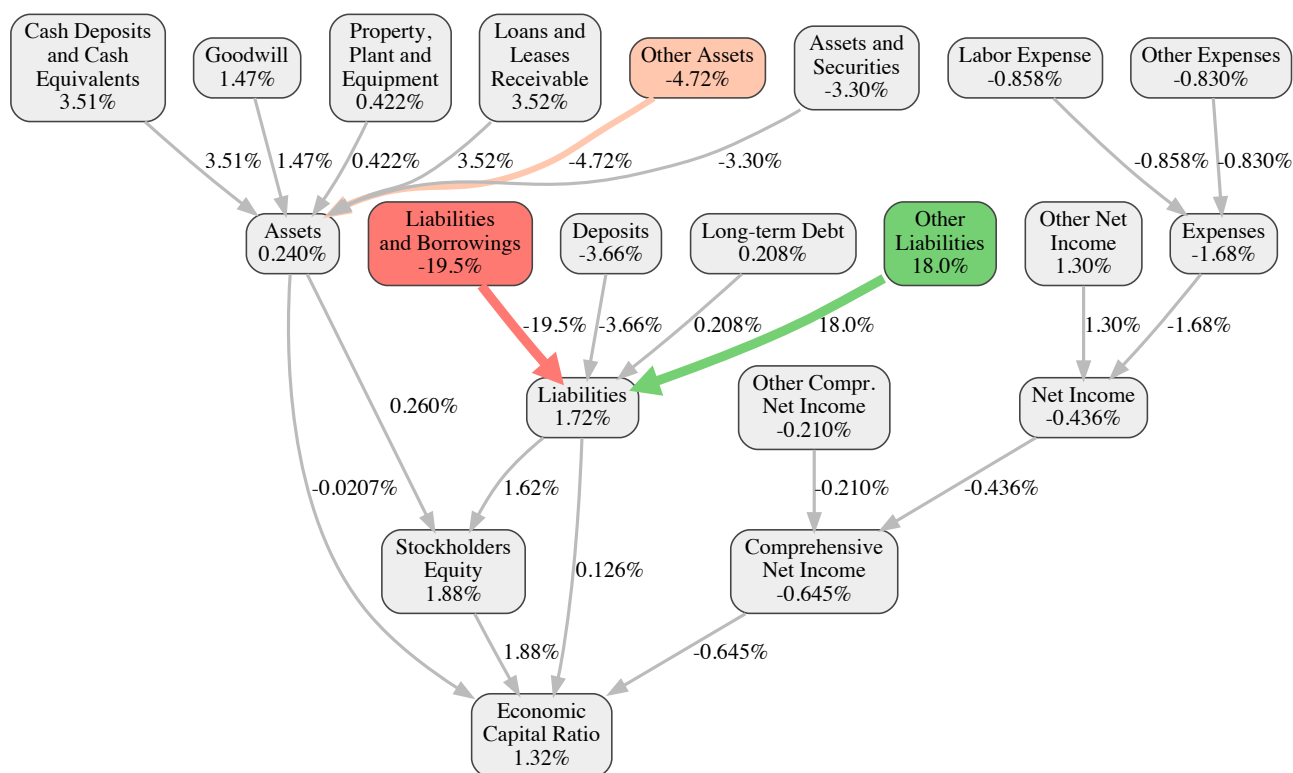 Cash Deposits
and Cash
Equivalents
3.51%
Goodwill
1.47%
Property,
Plant and
Equipment
0.422%
Loans and
Leases
Receivable
3.52%
Other Assets
-4.72%
Assets and
Securities
-3.30%
Labor Expense
-0.858%
Other Expenses
-0.830%
3.51%
1.47%
0.422%
3.52%
-4.72%
-3.30%
-0.858%
-0.830%
Assets
0.240%
Liabilities
and Borrowings
-19.5%
Deposits
-3.66%
Long-term Debt
0.208%
Other
Liabilities
18.0%
Other Net
Income
1.30%
Expenses
-1.68%
-19.5%
-3.66%
0.208%
18.0%
1.30%
-1.68%
0.260%
Liabilities
1.72%
Other Compr.
Net Income
-0.210%
Net Income
-0.436%
-0.0207%
1.62%
-0.210%
-0.436%
Stockholders
Equity
1.88%
0.126%
Comprehensive
Net Income
-0.645%
1.88%
-0.645%
Economic
Capital Ratio
1.32%